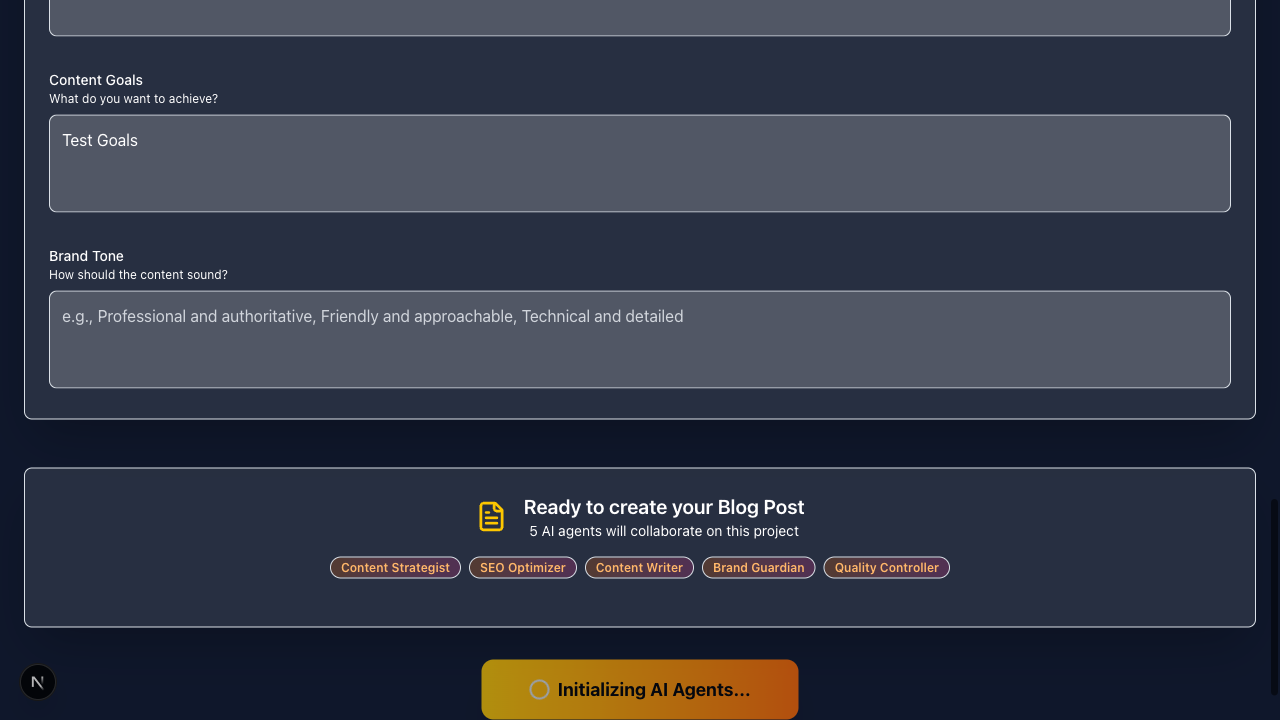 Content Goals
What do you want to achieve?
Test Goals
Brand Tone
How should the content sound?
e.g., Professional and authoritative, Friendly and approachable, Technical and detailed
Ready to create your Blog Post
5 AI agents will collaborate on this project
Content Strategist
SEO Optimizer
Content Writer
Brand Guardian
Quality Controller
N
Initializing AI Agents...